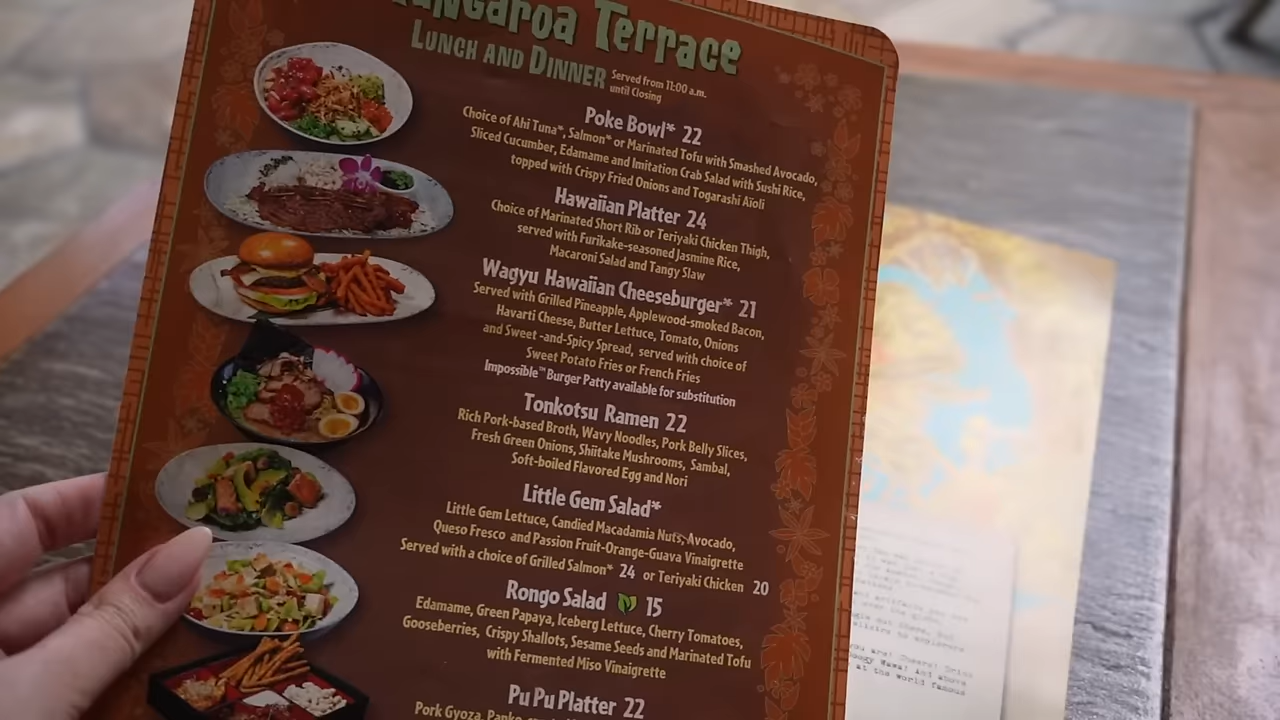 Terrace
LUNCH AND DINNER
Served from 11:00 a.m.
until Closing
Poke Bowl* 22
Choice of Ahi Tuna*, Salmon* or Marinated Tofu with Smashed Avocado,
Sliced Cucumber, Edamame and Imitation Crab Salad with Sushi Rice,
topped with Crispy Fried Onions and Togarashi Aïoli
Hawaiian Platter 24
Choice of Marinated Short Rib or Teriyaki Chicken Thigh,
served with Furikake-seasoned Jasmine Rice,
Macaroni Salad and Tangy Slaw
Wagyu Hawaiian Cheeseburger* 21
Served with Grilled Pineapple, Applewood-smoked Bacon,
Havarti Cheese, Butter Lettuce, Tomato, Onions
and Sweet -and-Spicy Spread, served with choice of
Sweet Potato Fries or French Fries
Impossible™ Burger Patty available for substitution
Tonkotsu Ramen 22
Rich Pork-based Broth, Wavy Noodles, Pork Belly Slices,
Fresh Green Onions, Shiitake Mushrooms, Sambal,
Soft-boiled Flavored Egg and Nori
Little Gem Salad*
Little Gem Lettuce, Candied Macadamia Nuts, Avocado,
Queso Fresco and Passion Fruit-Orange-Guava Vinaigrette
Served with a choice of Grilled Salmon* 24 or Teriyaki Chicken 20
Rongo Salad 15
Edamame, Green Papaya, Iceberg Lettuce, Cherry Tomatoes,
Gooseberries, Crispy Shallots, Sesame Seeds and Marinated Tofu
with Fermented Miso Vinaigrette
Pu Pu Platter 22
Pork Gyoza,